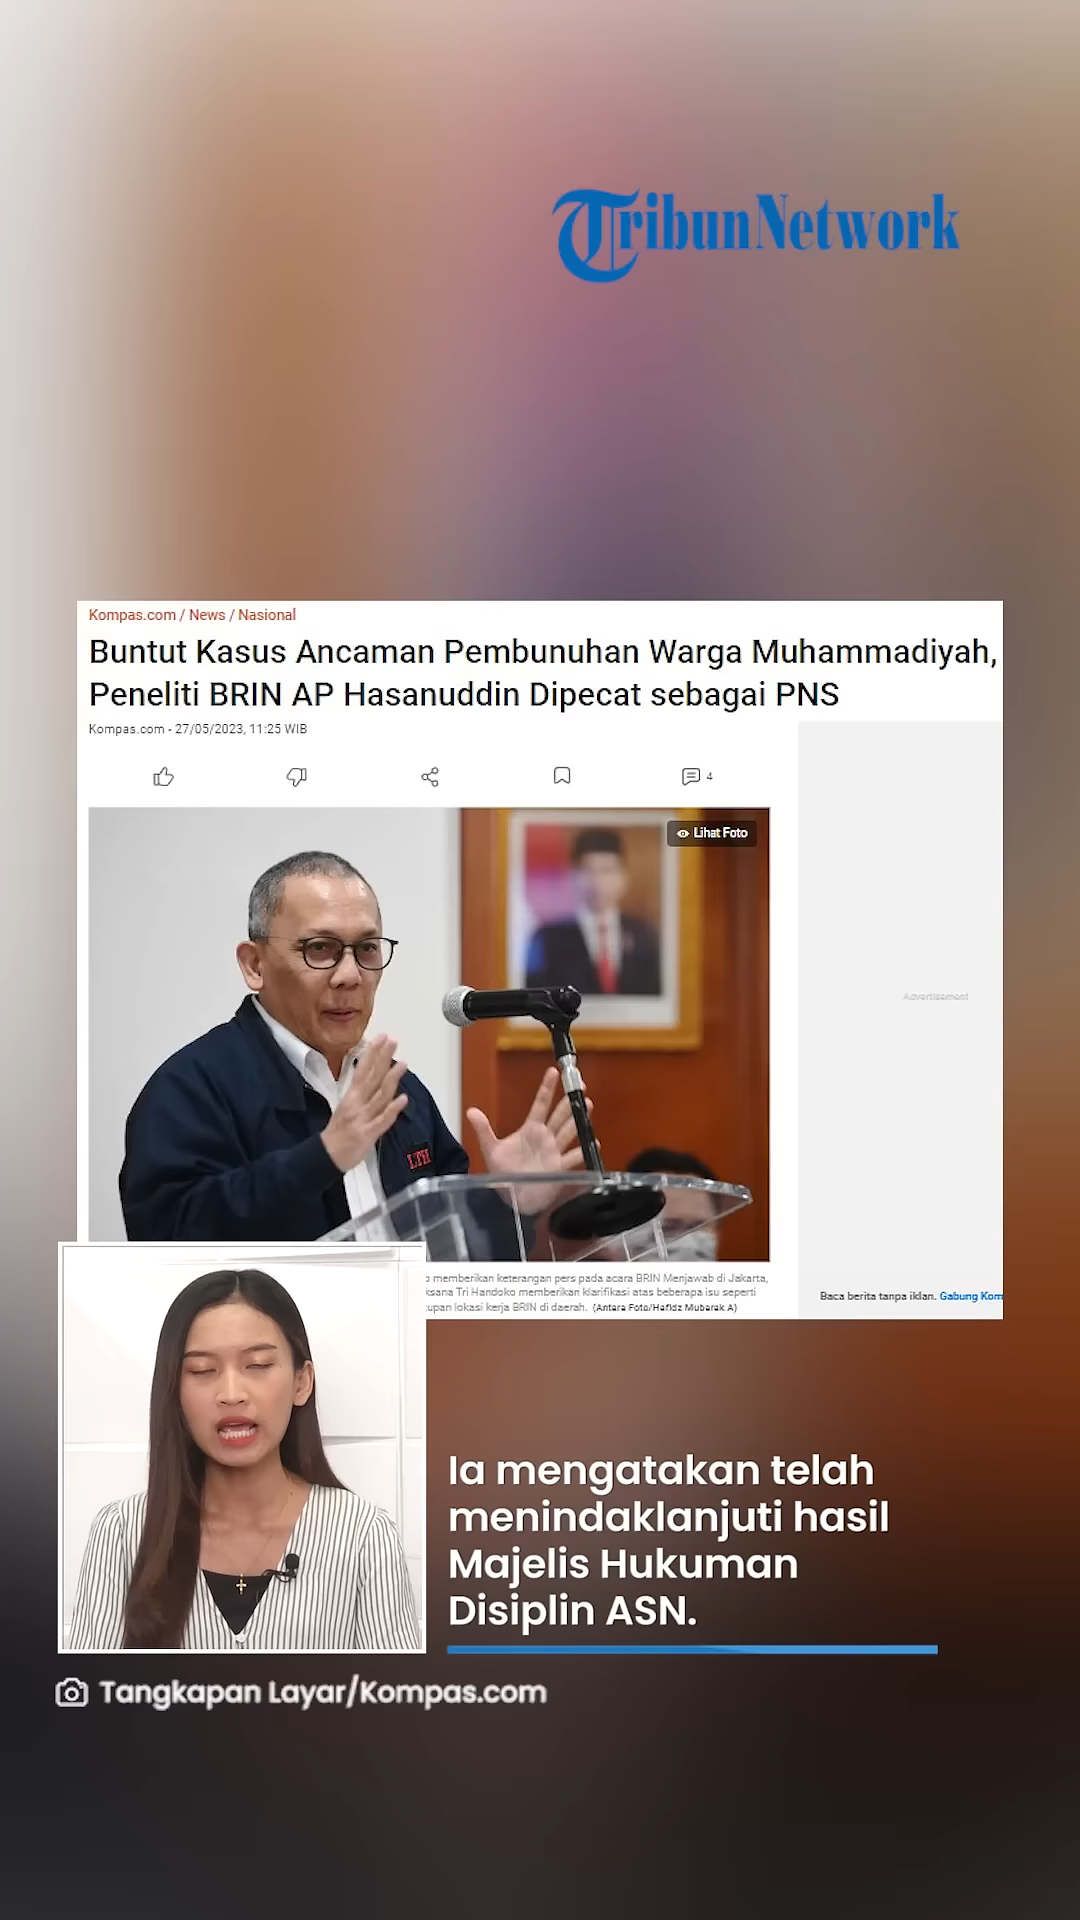 TribunNetwork
Kompas.com / News / Nasional
Buntut Kasus Ancaman Pembunuhan Warga Muhammadiyah,
Peneliti BRIN AP Hasanuddin Dipecat sebagai PNS
Kompas.com - 27/05/2023, 11:25 WIB
4
Lihat Foto
Advertisement
LTH
memberikan keterangan pers pada acara BRIN Menjawab di Jakarta,
Tri Handoko memberikan klarifikasi atas beberapa isu seperti
lokasi kerja BRIN di daerah. (Antara Foto/Hafidz Mubarak A)
Baca berita tanpa iklan. Gabung Kom
Ia mengatakan telah
menindaklanjuti hasil
Majelis Hukuman
Disiplin ASN.
Tangkapan Layar/Kompas.com